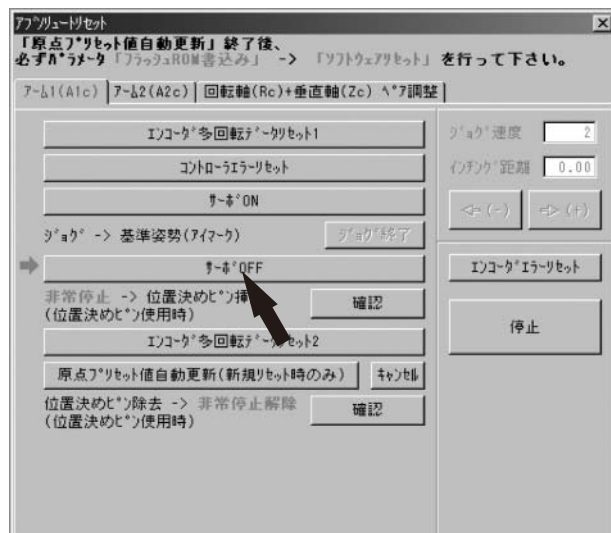 アブソリュートリセット
「原点プリセット値自動更新」終了後、
必ずパラメータ「フラッシュROM書込み」 -> 「ソフトウェアリセット」 を行って下さい。
アーム1(A1c) アーム2(A2c) 回転軸(Rc)+垂直軸(Zc) ペア調整
エンコーダ多回転データリセット1
コントローラエラーリセット
サーボON
ジョグ -> 基準姿勢(アイマーク) ジョグ終了
サーボOFF
非常停止 -> 位置決めピン挿
(位置決めピン使用時) 確認
エンコーダ多回転データリセット2
原点プリセット値自動更新(新規リセット時のみ) キャンセル
位置決めピン除去 -> 非常停止解除
(位置決めピン使用時) 確認
ジョグ速度 2
インチング距離 0.00
(-) (+)
エンコーダエラーリセット
停止